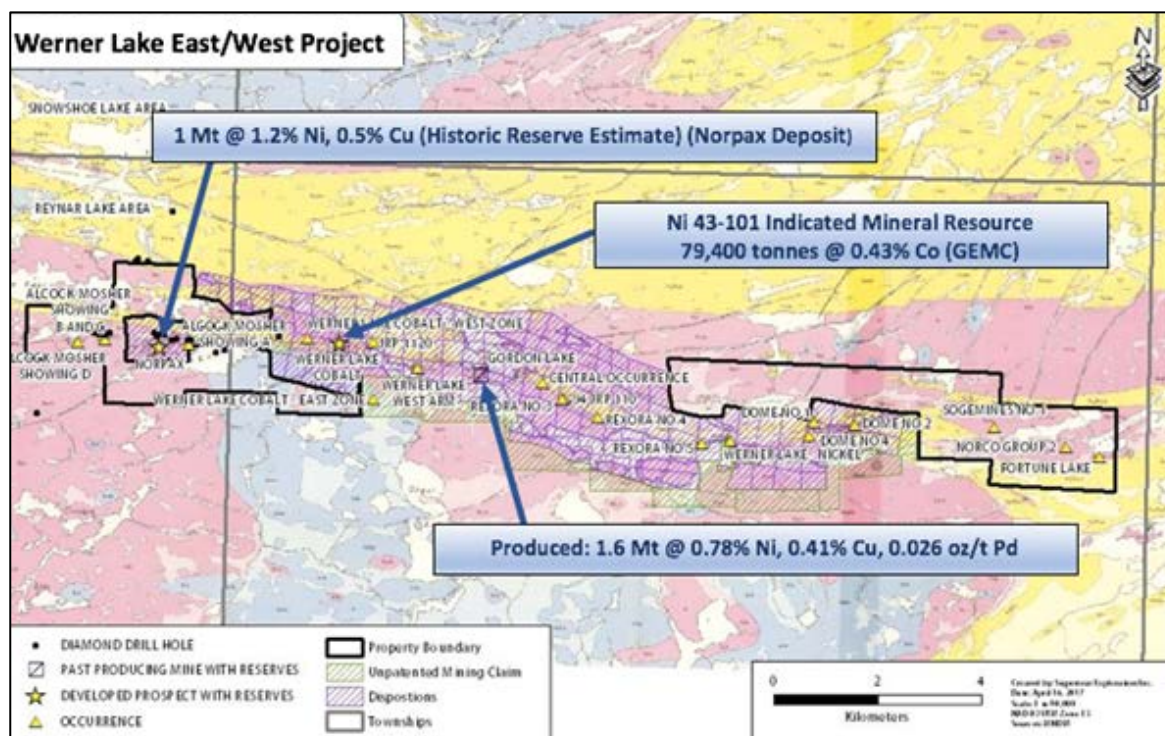 Werner Lake East/West Project
N
SNOWSHOE LAKE AREA
1 Mt @ 1.2% Ni, 0.5% Cu (Historic Reserve Estimate) (Norpax Deposit)
REYNAR LAKE AREA
Ni 43-101 Indicated Mineral Resource
79,400 tonnes @ 0.43% Co (GEMC)
ALCOCK MOSHER
SHOWING
B AND G
ALCOCK MOSHER
SHOWING A
WERNER LAKE COBALT WEST ZONE
JRP 1120
NORPAX
LCOCK MOSHER
SHOWING D
WERNER LAKE
COBALT
GORDON LAKE
CENTRAL OCCURRENCE
WERNER LAKE
WEST ARM
WERNER LAKE COBALT EAST ZONE
REXORA NO.3
REXORA NO.4
DOME NO.1
DOME NO.2
SOGEMINES NO.1
REXORA NO.5
WERNER LAKE
NICKEL
DOME NO.4
NORCO GROUP 2
FORTUNE LAKE
Produced: 1.6 Mt @ 0.78% Ni, 0.41% Cu, 0.026 oz/t Pd
DIAMOND DRILL HOLE
PAST PRODUCING MINE WITH RESERVES
DEVELOPED PROSPECT WITH RESERVES
OCCURRENCE
Property Boundary
Unpatented Mining Claim
Dispostions
Townships
0 2 4
Kilometers